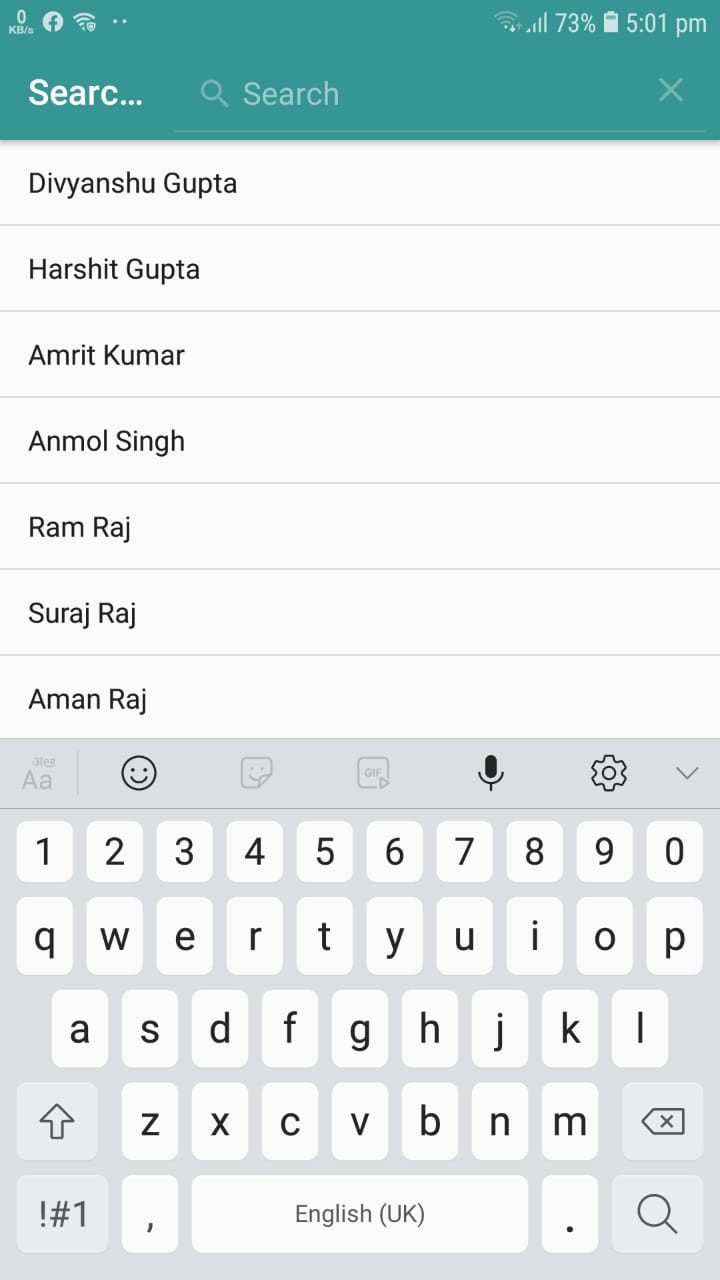 0
KB/s
73% 5:01 pm
Searc... Search
Divyanshu Gupta
Harshit Gupta
Amrit Kumar
Anmol Singh
Ram Raj
Suraj Raj
Aman Raj
Aa GIF
1 2 3 4 5 6 7 8 9 0
q w e r t y u i o p
a s d f g h j k l
z x c v b n m
!#1 , English (UK) .